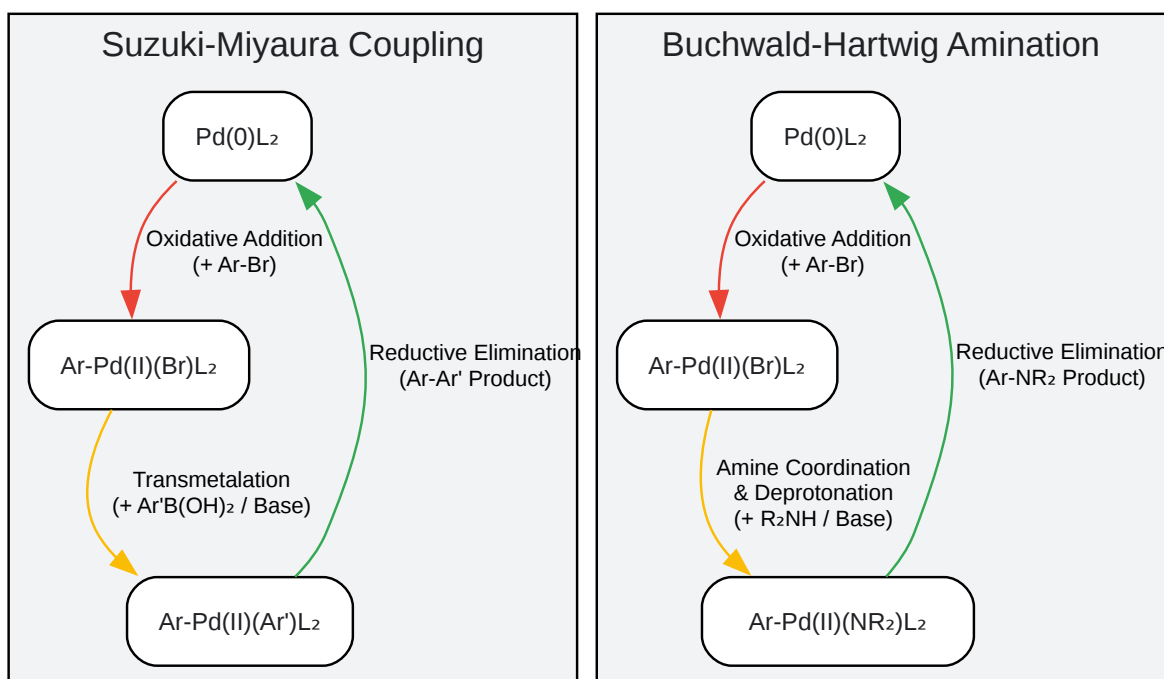 Suzuki-Miyaura Coupling
Pd(0)L₂
Oxidative Addition
(+ Ar-Br)
Ar-Pd(II)(Br)L₂
Reductive Elimination
(Ar-Ar' Product)
Transmetalation
(+ Ar'B(OH)₂ / Base)
Ar-Pd(II)(Ar')L₂
Buchwald-Hartwig Amination
Pd(0)L₂
Oxidative Addition
(+ Ar-Br)
Ar-Pd(II)(Br)L₂
Reductive Elimination
(Ar-NR₂ Product)
Amine Coordination
& Deprotonation
(+ R₂NH / Base)
Ar-Pd(II)(NR₂)L₂